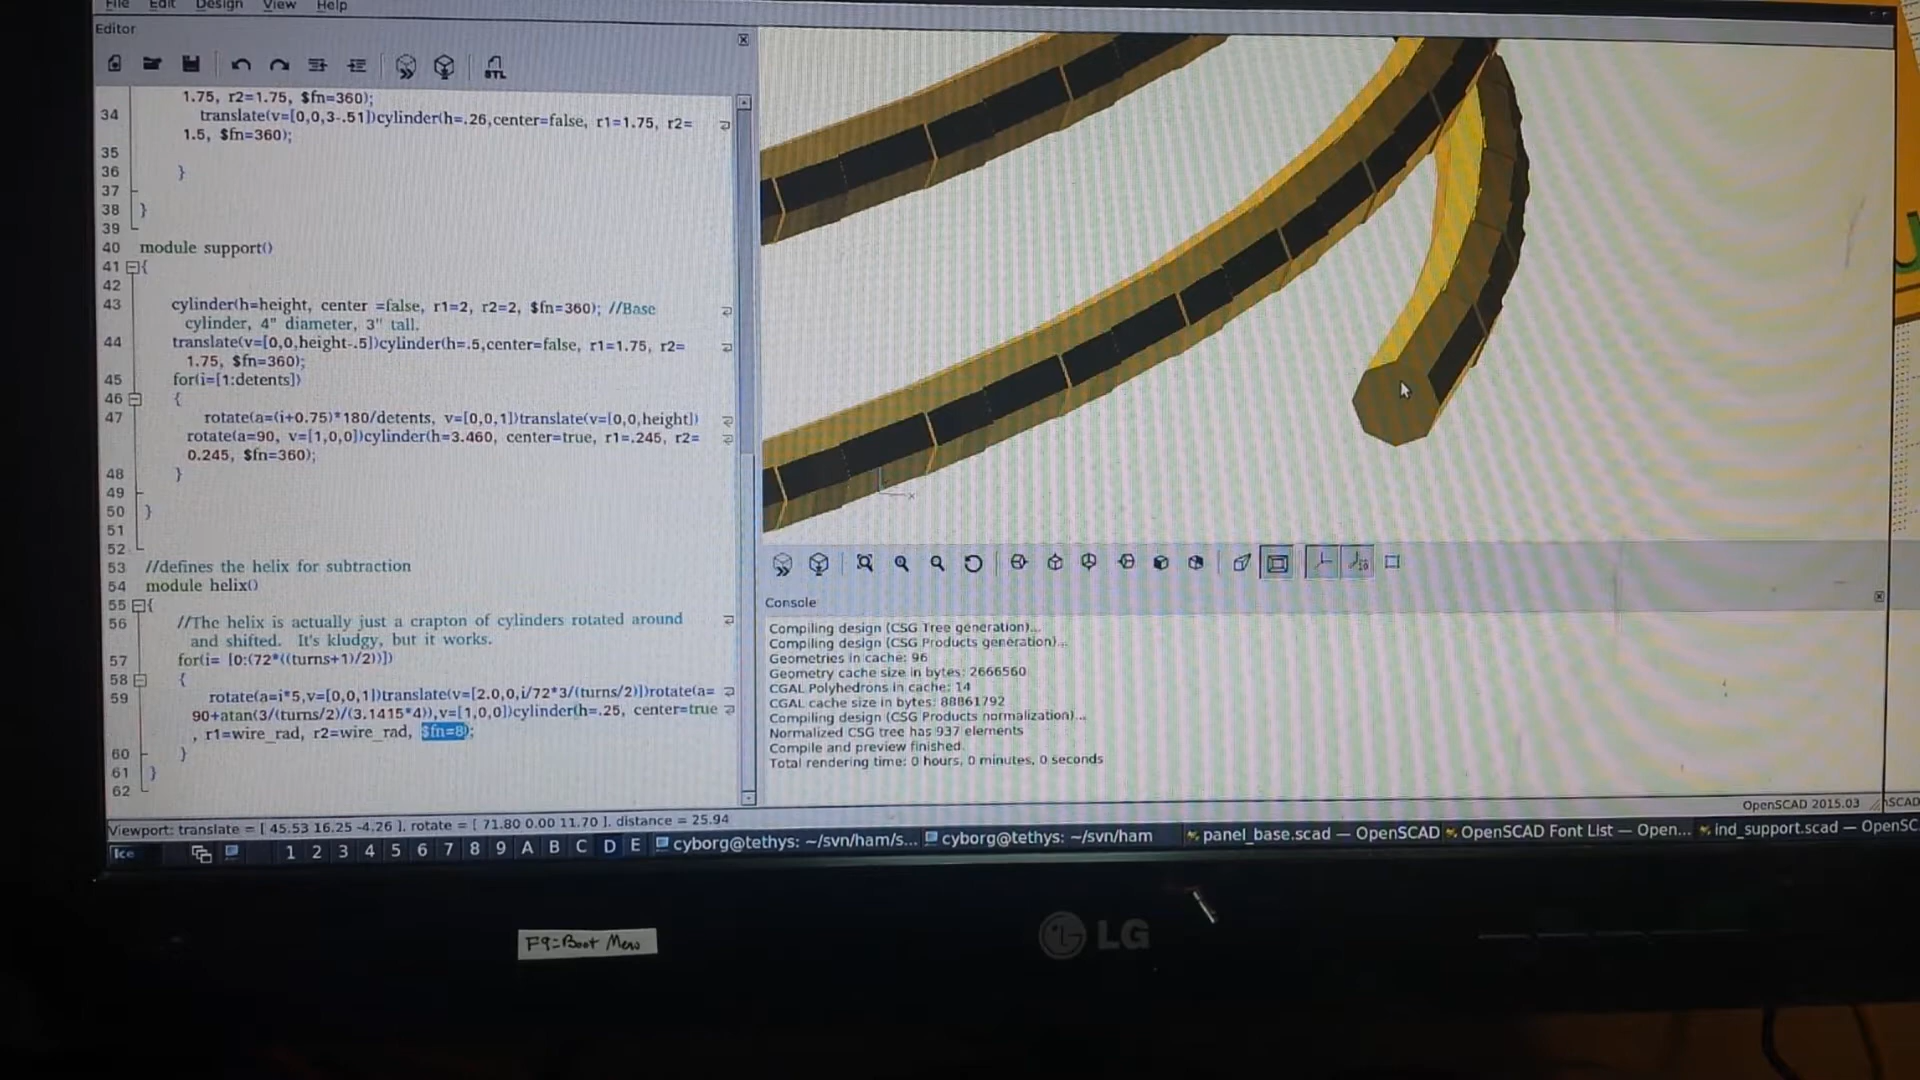 File Edit Design View Help
Editor
STL
1.75, r2=1.75, $fn=360);
34 translate(v=[0,0,3-.51])cylinder(h=.26,center=false, r1=1.75, r2=
1.5, $fn=360);
35
36 }
37
38 }
39
40 module support()
41 {
42
43 cylinder(h=height, center =false, r1=2, r2=2, $fn=360); //Base
cylinder, 4" diameter, 3" tall.
44 translate(v=[0,0,height-.5])cylinder(h=.5,center=false, r1=1.75, r2=
1.75, $fn=360);
45 for(i=[1:detents])
46 {
47 rotate(a=(i+0.75)*180/detents, v=[0,0,1])translate(v=[0,0,height])
rotate(a=90, v=[1,0,0])cylinder(h=3.460, center=true, r1=.245, r2=
0.245, $fn=360);
48 }
49
50 }
51
52
53 //defines the helix for subtraction
54 module helix()
55 {
56 //The helix is actually just a crapton of cylinders rotated around
and shifted. It's kludgy, but it works.
57 for(i= [0:(72*((turns+1)/2))])
58 {
59 rotate(a=i*5,v=[0,0,1])translate(v=[2.0,0,i/72*3/(turns/2)])rotate(a=
90+atan(3/(turns/2)/(3.1415*4)),v=[1,0,0])cylinder(h=.25, center=true
, r1=wire_rad, r2=wire_rad, $fn=8);
60 }
61 }
62
x
Console
Compiling design (CSG Tree generation)...
Compiling design (CSG Products generation)...
Geometries in cache: 96
Geometry cache size in bytes: 2666560
CGAL Polyhedrons in cache: 14
CGAL cache size in bytes: 88861792
Compiling design (CSG Products normalization)...
Normalized CSG tree has 937 elements
Compile and preview finished.
Total rendering time: 0 hours, 0 minutes, 0 seconds
Viewport: translate = [ 45.53 16.25 -4.26 ], rotate = [ 71.80 0.00 11.70 ], distance = 25.94
OpenSCAD 2015.03
Ice 1 2 3 4 5 6 7 8 9 A B C D E cyborg@tethys: ~/svn/ham/s... cyborg@tethys: ~/svn/ham panel_base.scad — OpenSCAD OpenSCAD Font List — Open... ind_support.scad — OpenSC
F9=Boot Menu
LG